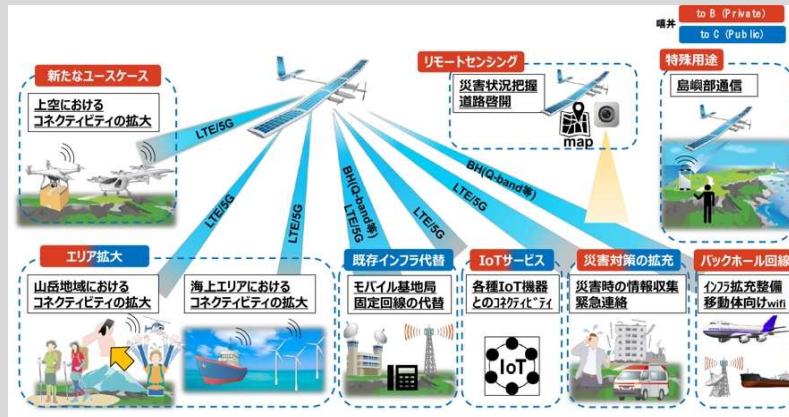 to B (Private)
to C (Public)
新たなユースケース
上空における
コネクティビティの拡大
リモートセンシング
災害状況把握
道路啓開
map
特殊用途
島嶼部通信
LTE/5G
LTE/5G
LTE/5G
BH(Q-band等)
LTE/5G
LTE/5G
LTE/5G
BH(Q-band等)
エリア拡大
山岳地域における
コネクティビティの拡大
海上エリアにおける
コネクティビティの拡大
既存インフラ代替
モバイル基地局
固定回線の代替
IoTサービス
各種IoT機器
とのコネクティビティ
IoT
災害対策の拡充
災害時の情報収集
緊急連絡
バックホール回線
インフラ拡充整備
移動体向けwifi